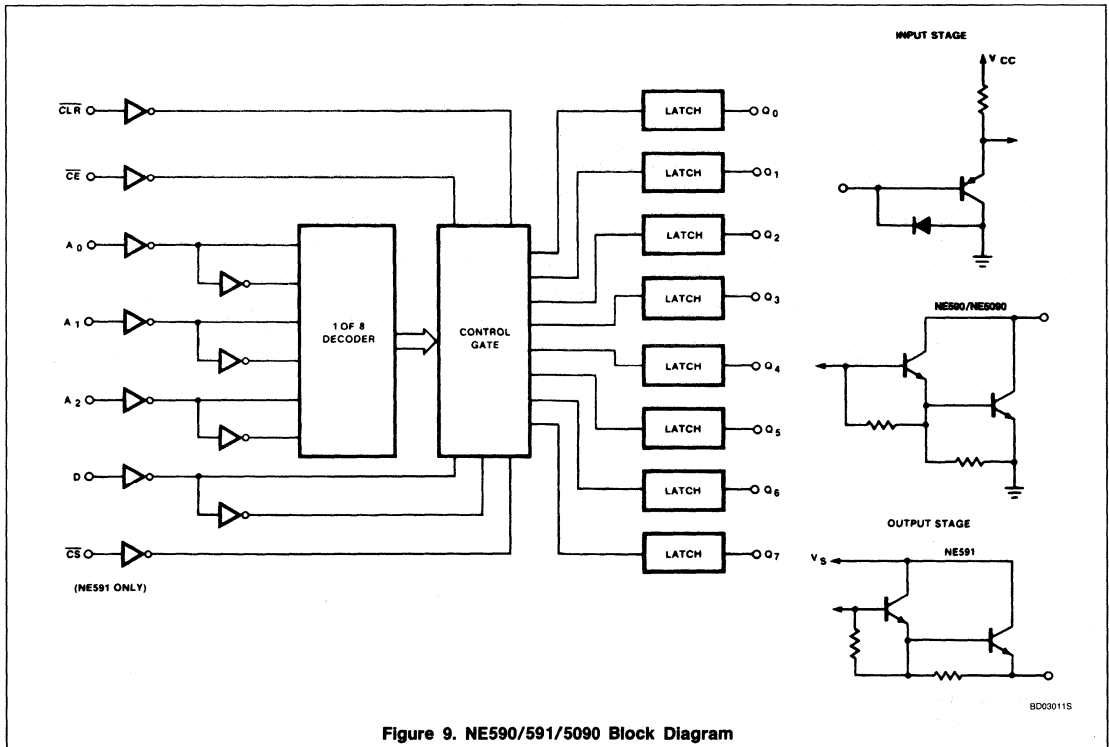 INPUT STAGE
V CC
CLR
CE
A 0
A 1
A 2
D
CS
(NE591 ONLY)
1 OF 8
DECODER
CONTROL
GATE
LATCH
Q 0
LATCH
Q 1
LATCH
Q 2
LATCH
Q 3
LATCH
Q 4
LATCH
Q 5
LATCH
Q 6
LATCH
Q 7
NE590/NE5090
OUTPUT STAGE
NE591
V S
BD03011S
Figure 9. NE590/591/5090 Block Diagram